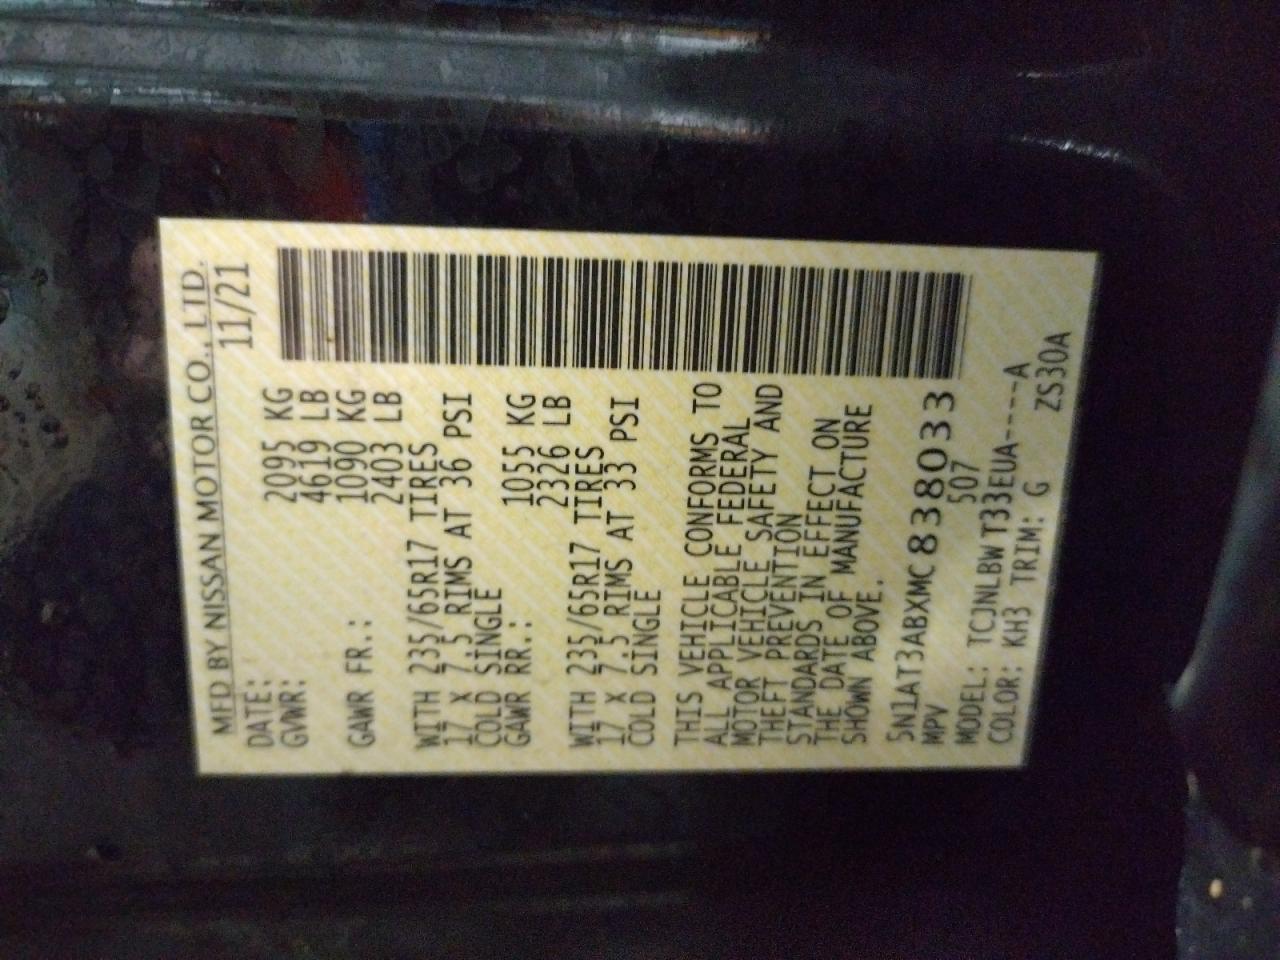 MFD BY NISSAN MOTOR CO., LTD.
DATE: 11/21
GVWR: 2095 KG
4619 LB
GAWR FR.: 1090 KG
2403 LB
WITH 235/65R17 TIRES
17 X 7.5 RIMS AT 36 PSI
COLD SINGLE
GAWR RR.: 1055 KG
2326 LB
WITH 235/65R17 TIRES
17 X 7.5 RIMS AT 33 PSI
COLD SINGLE
THIS VEHICLE CONFORMS TO
ALL APPLICABLE FEDERAL
MOTOR VEHICLE SAFETY AND
THEFT PREVENTION
STANDARDS IN EFFECT ON
THE DATE OF MANUFACTURE
SHOWN ABOVE.
5N1AT3ABXMC838033
MPV 507
MODEL: TCJNLBWT33EUA-----A
COLOR: KH3 TRIM: G ZS30A